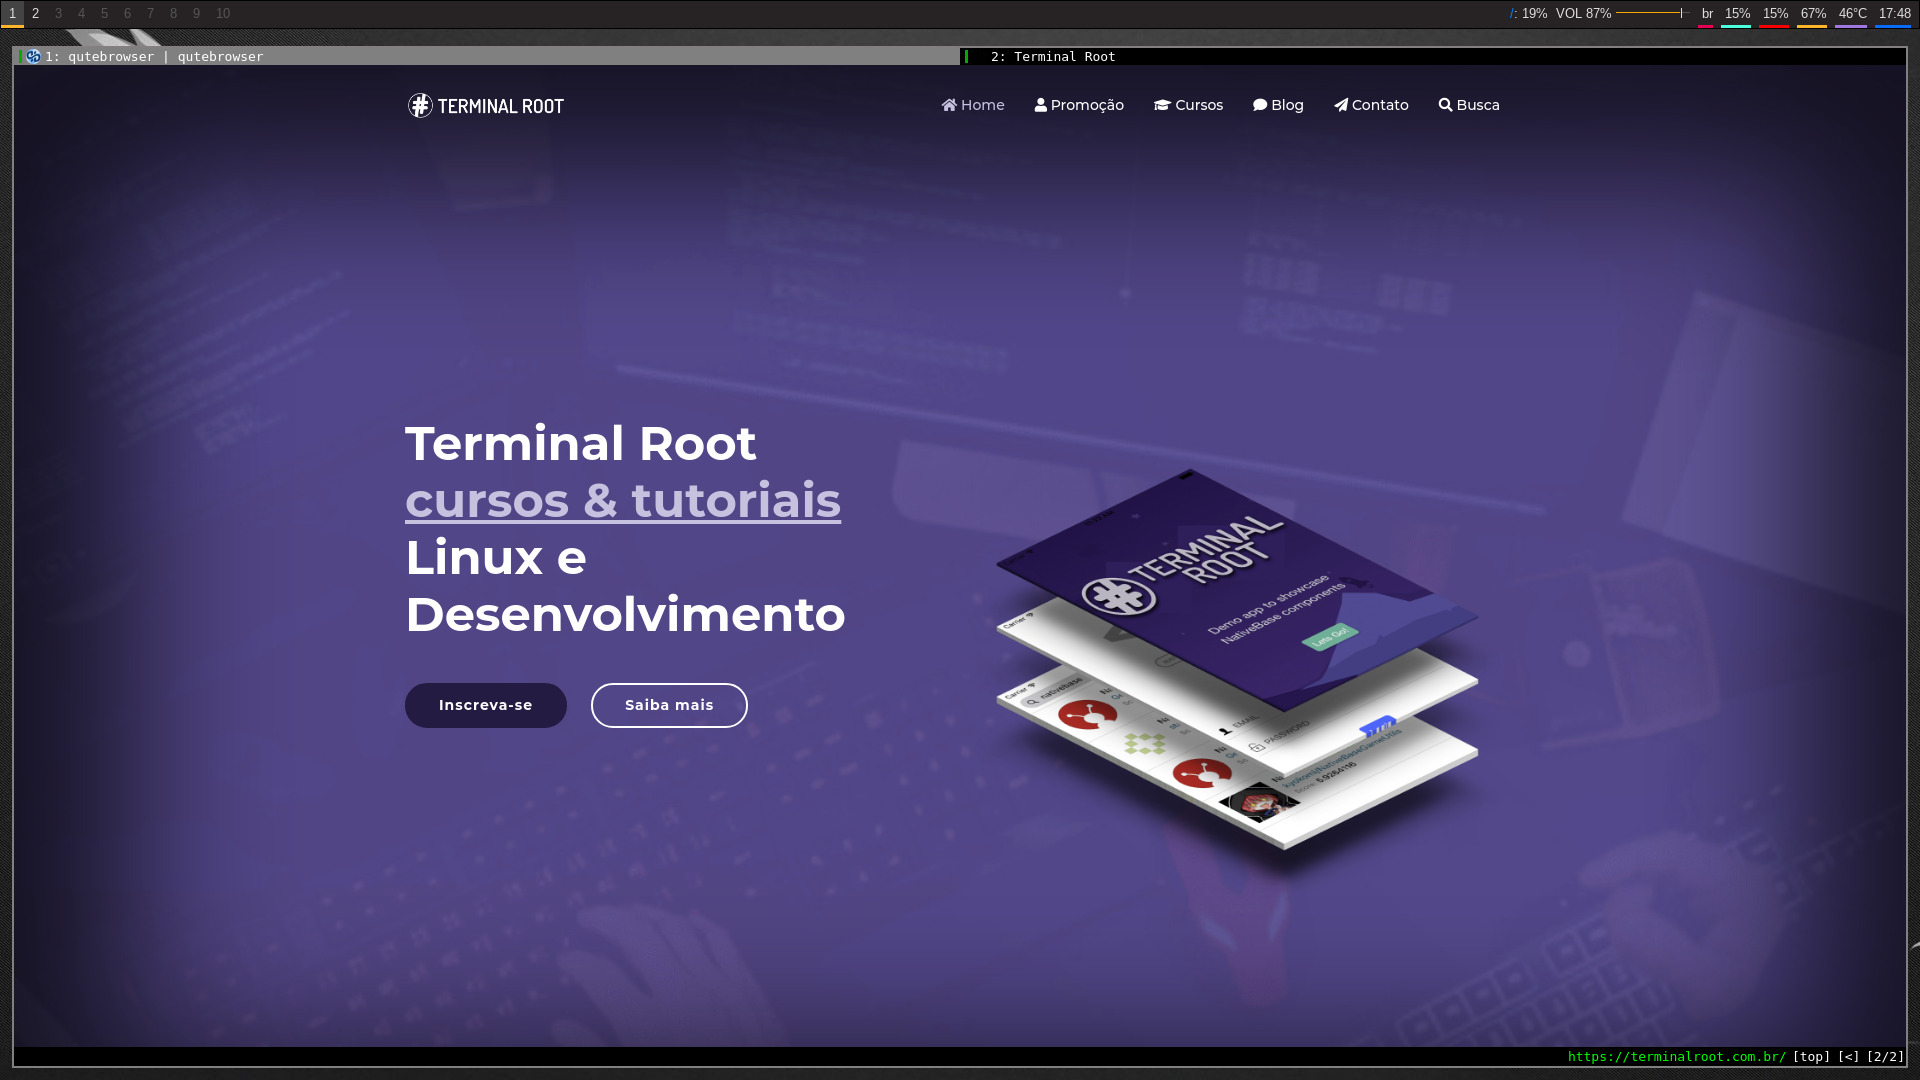 1 2 3 4 5 6 7 8 9 10
/: 19% VOL 87% br 15% 15% 67% 46°C 17:48
1: qutebrowser | qutebrowser
2: Terminal Root
TERMINAL ROOT
Home Promoção Cursos Blog Contato Busca
Terminal Root
cursos & tutoriais
Linux e
Desenvolvimento
Inscreva-se
Saiba mais
TERMINAL
ROOT
Demo app to showcase
NativeBase components
Lets Go!
Carrier
EMAIL
PASSWORD
Carrier
nativebase
https://terminalroot.com.br/ [top] [<] [2/2]